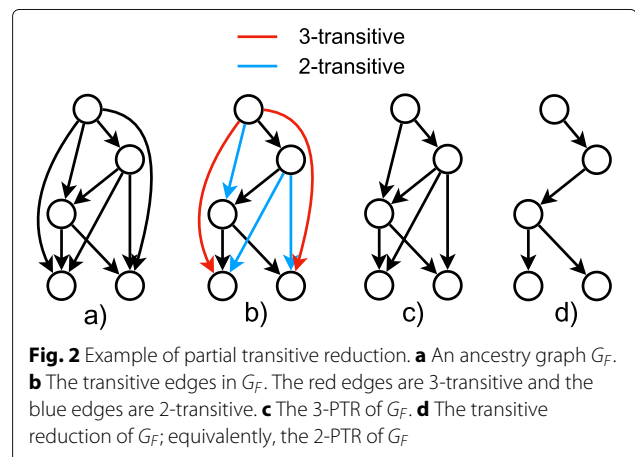 3-transitive
2-transitive
a)
b)
c)
d)
Fig. 2 Example of partial transitive reduction. a An ancestry graph G_F.
b The transitive edges in G_F. The red edges are 3-transitive and the
blue edges are 2-transitive. c The 3-PTR of G_F. d The transitive
reduction of G_F; equivalently, the 2-PTR of G_F